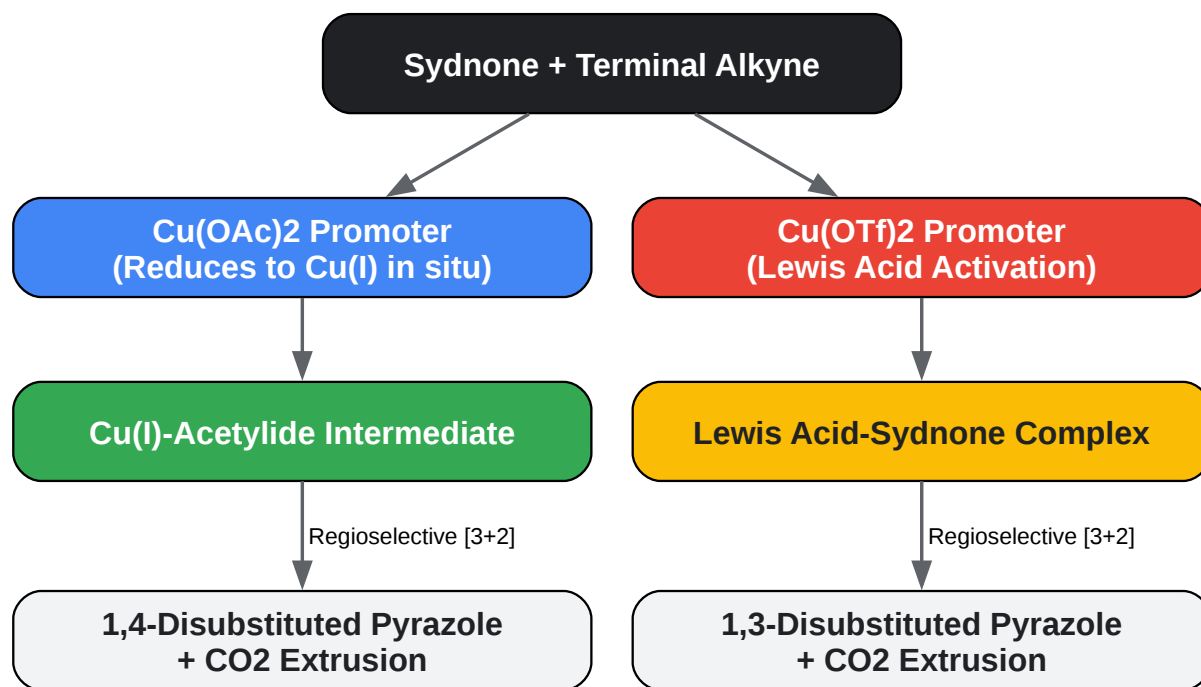 Sydnone + Terminal Alkyne
Cu(OAc)2 Promoter
(Reduces to Cu(I) in situ)
Cu(OTf)2 Promoter
(Lewis Acid Activation)
Cu(I)-Acetylide Intermediate
Lewis Acid-Sydnone Complex
Regioselective [3+2]
Regioselective [3+2]
1,4-Disubstituted Pyrazole
+ CO2 Extrusion
1,3-Disubstituted Pyrazole
+ CO2 Extrusion